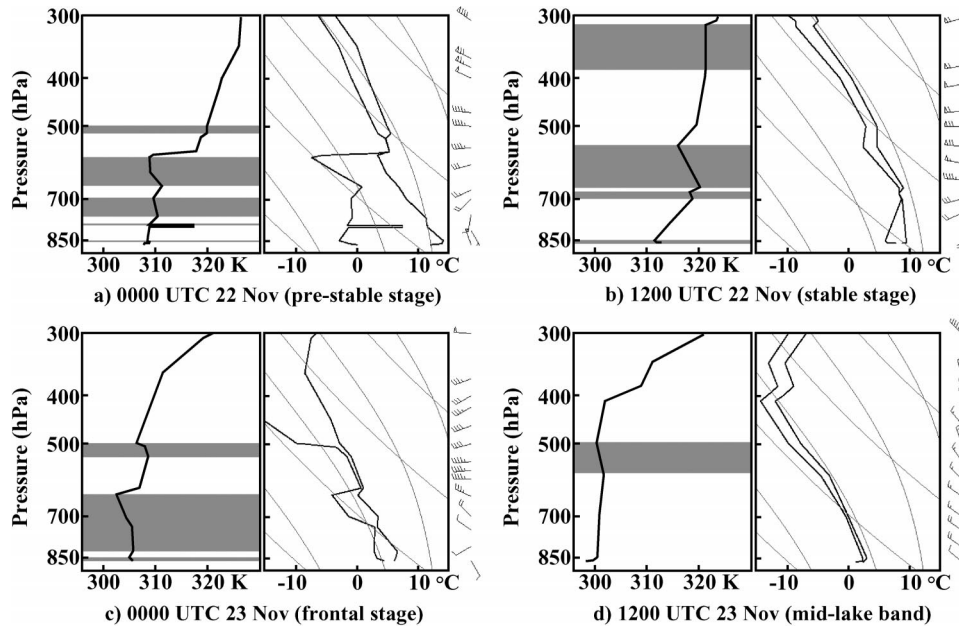 300
400
500
700
850
Pressure (hPa)
300 310 320 K
-10 0 10 °C
a) 0000 UTC 22 Nov (pre-stable stage)
300
400
500
700
850
Pressure (hPa)
300 310 320 K
-10 0 10 °C
b) 1200 UTC 22 Nov (stable stage)
300
400
500
700
850
Pressure (hPa)
300 310 320 K
-10 0 10 °C
c) 0000 UTC 23 Nov (frontal stage)
300
400
500
700
850
Pressure (hPa)
300 310 320 K
-10 0 10 °C
d) 1200 UTC 23 Nov (mid-lake band)